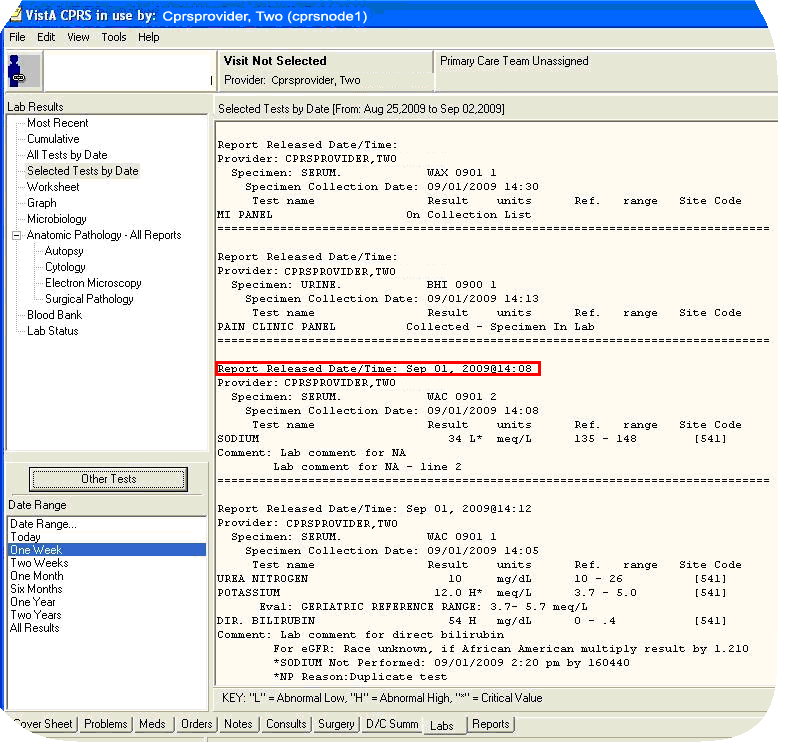 VistA CPRS in use by: Cprsprovider, Two (cprsnode1)
File Edit View Tools Help
Visit Not Selected
Provider: Cprsprovider, Two
Primary Care Team Unassigned
Lab Results
Most Recent
Cumulative
All Tests by Date
Selected Tests by Date
Worksheet
Graph
Microbiology
Anatomic Pathology - All Reports
Autopsy
Cytology
Electron Microscopy
Surgical Pathology
Blood Bank
Lab Status
Other Tests
Date Range
Date Range...
Today
One Week
Two Weeks
One Month
Six Months
One Year
Two Years
All Results
Selected Tests by Date [From: Aug 25,2009 to Sep 02,2009]
Report Released Date/Time:
Provider: CPRSPROVIDER,TWO
Specimen: SERUM. WAX 0901 1
Specimen Collection Date: 09/01/2009 14:30
Test name Result units Ref. range Site Code
MI PANEL On Collection List
===============================================================================
Report Released Date/Time:
Provider: CPRSPROVIDER,TWO
Specimen: URINE. BHI 0900 1
Specimen Collection Date: 09/01/2009 14:13
Test name Result units Ref. range Site Code
PAIN CLINIC PANEL Collected - Specimen In Lab
===============================================================================
Report Released Date/Time: Sep 01, 2009@14:08
Provider: CPRSPROVIDER,TWO
Specimen: SERUM. WAC 0901 2
Specimen Collection Date: 09/01/2009 14:08
Test name Result units Ref. range Site Code
SODIUM 34 L* meq/L 135 - 148 [541]
Comment: Lab comment for NA
Lab comment for NA - line 2
===============================================================================
Report Released Date/Time: Sep 01, 2009@14:12
Provider: CPRSPROVIDER,TWO
Specimen: SERUM. WAC 0901 1
Specimen Collection Date: 09/01/2009 14:05
Test name Result units Ref. range Site Code
UREA NITROGEN 10 mg/dL 10 - 26 [541]
POTASSIUM 12.0 H* meq/L 3.7 - 5.0 [541]
Eval: GERIATRIC REFERENCE RANGE: 3.7- 5.7 meq/L
DIR. BILIRUBIN 54 H mg/dL 0 - .4 [541]
Comment: Lab comment for direct bilirubin
For eGFR: Race unknown, if African American multiply result by 1.210
*SODIUM Not Performed: 09/01/2009 2:20 pm by 160440
*NP Reason:Duplicate test
KEY: "L" = Abnormal Low, "H" = Abnormal High, "*" = Critical Value
Cover Sheet Problems Meds Orders Notes Consults Surgery D/C Summ Labs Reports